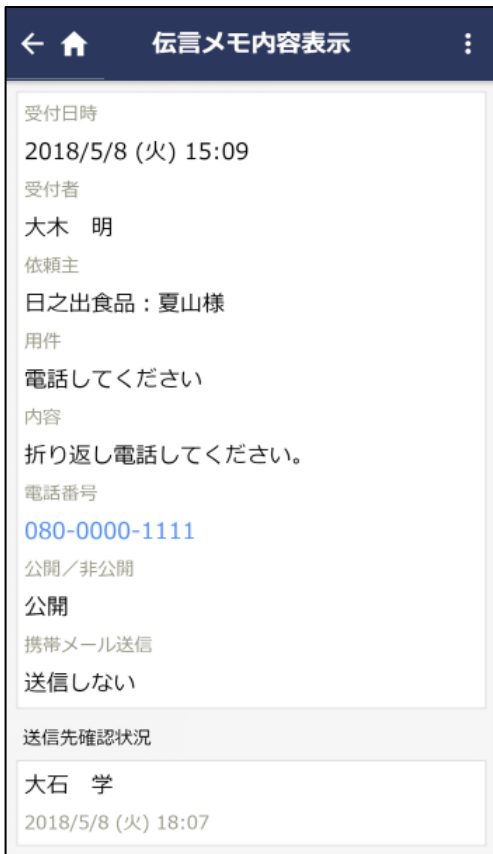 伝言メモ内容表示
受付日時
2018/5/8 (火) 15:09
受付者
大木　明
依頼主
日之出食品：夏山様
用件
電話してください
内容
折り返し電話してください。
電話番号
080-0000-1111
公開／非公開
公開
携帯メール送信
送信しない
送信先確認状況
大石　学
2018/5/8 (火) 18:07